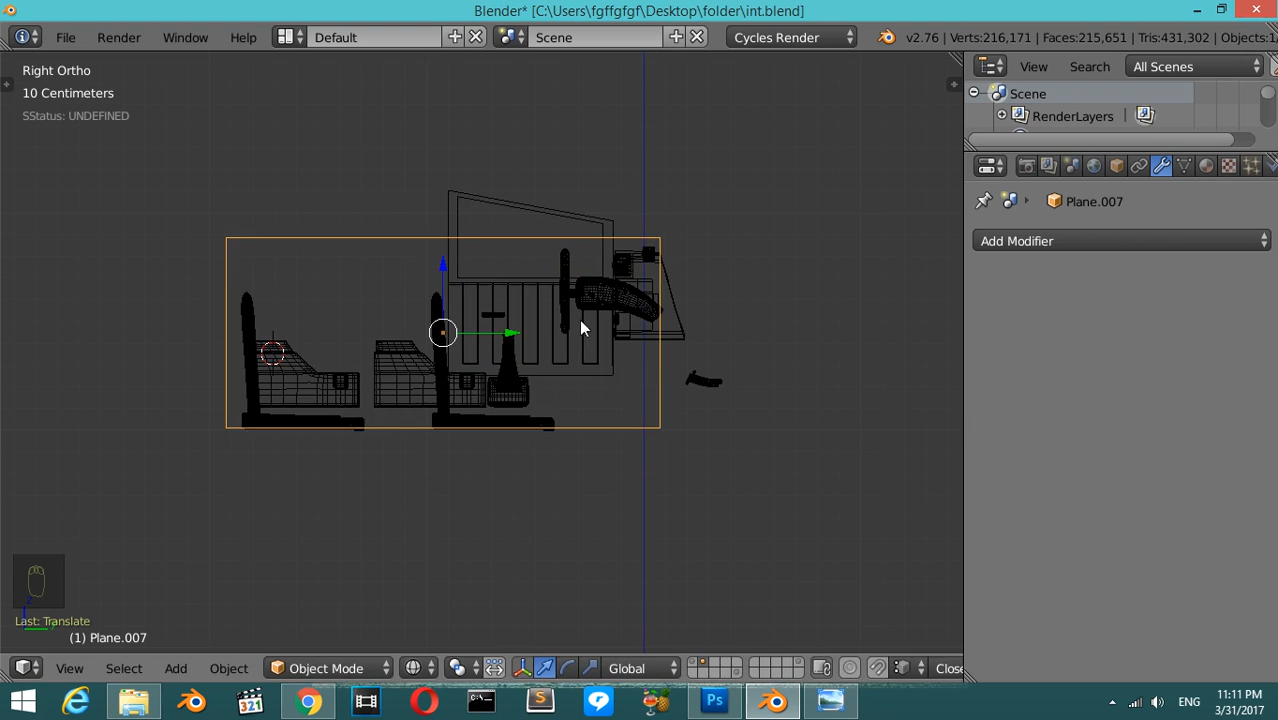 Blender* [C:\Users\fgffgfgf\Desktop\folder\int.blend]
File Render Window Help Default Scene Cycles Render v2.76 | Verts:216,171 | Faces:215,651 | Tris:431,302 | Objects:1/
Right Ortho
10 Centimeters
SStatus: UNDEFINED
View Search All Scenes
Scene
RenderLayers
Plane.007
Add Modifier
Last: Translate
(1) Plane.007
View Select Add Object Object Mode Global Close
321
S
Ps
ENG
11:11 PM
3/31/2017